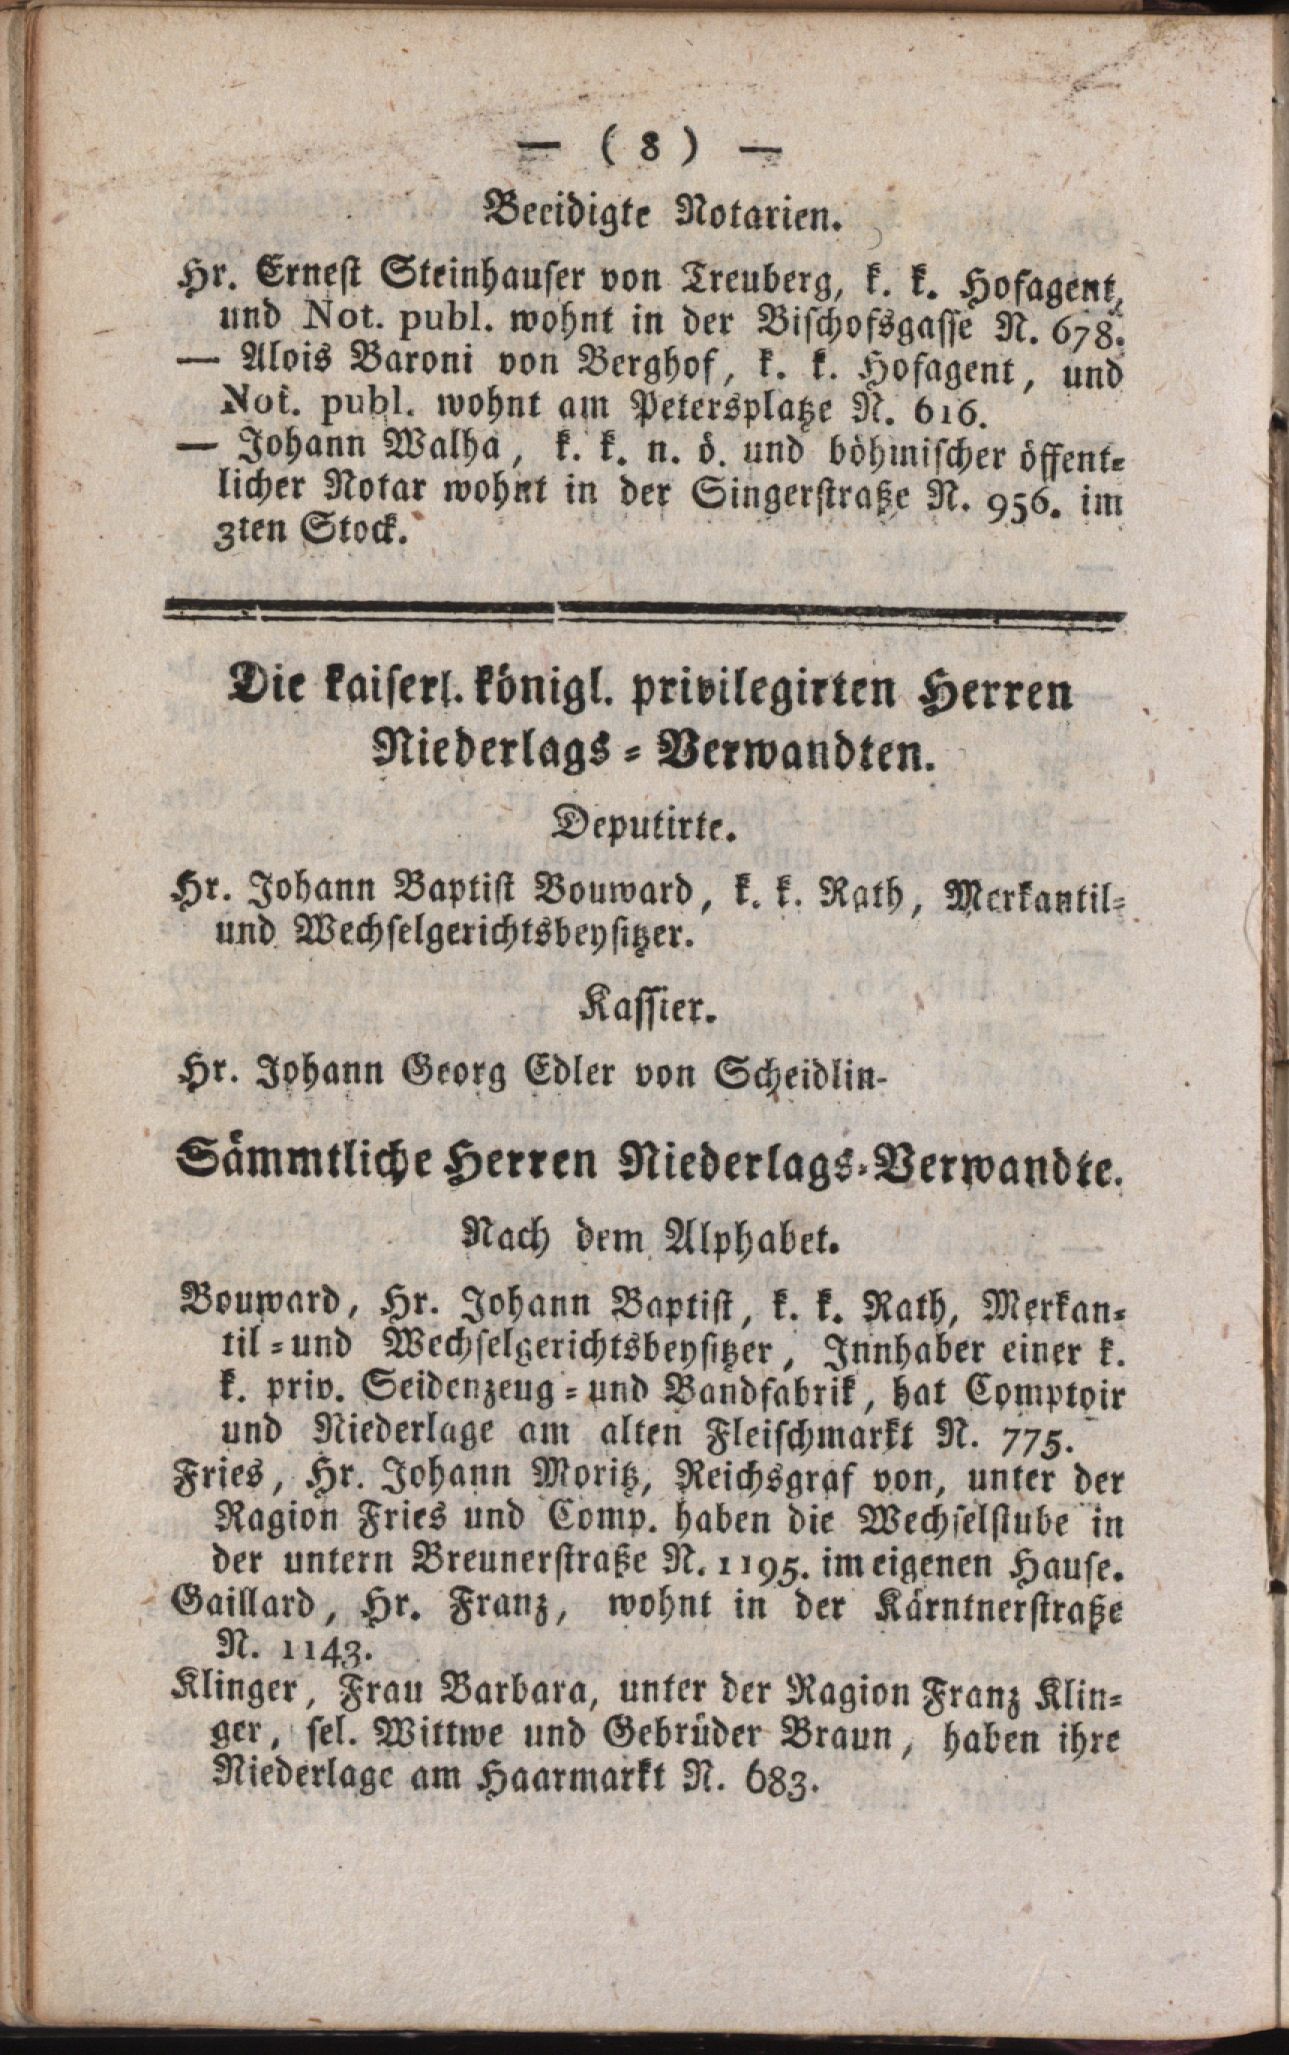 — ( 8 ) —
Beeidigte Notarien.
Hr. Ernest Steinhauser von Treuberg, k. k. Hofagent,
und Not. publ. wohnt in der Bischofsgasse N. 678.
— Alois Baroni von Berghof, k. k. Hofagent, und
Not. publ. wohnt am Petersplatze N. 616.
— Johann Walha, k. k. n. ö. und böhmischer öffent-
licher Notar wohnt in der Singerstraße N. 956. im
3ten Stock.
Die kaiserl. königl. privilegirten Herren
Niederlags-Verwandten.
Deputirte.
Hr. Johann Baptist Bouward, k. k. Rath, Merkantil-
und Wechselgerichtsbeysitzer.
Kassier.
Hr. Johann Georg Edler von Scheidlin-
Sämmtliche Herren Niederlags-Verwandte.
Nach dem Alphabet.
Bouward, Hr. Johann Baptist, k. k. Rath, Merkan-
til-und Wechselgerichtsbeysitzer, Innhaber einer k.
k. priv. Seidenzeug-und Bandfabrik, hat Comptoir
und Niederlage am alten Fleischmarkt N. 775.
Fries, Hr. Johann Moritz, Reichsgraf von, unter der
Ragion Fries und Comp. haben die Wechselstube in
der untern Breunerstraße N. 1195. im eigenen Hause.
Gaillard, Hr. Franz, wohnt in der Kärntnerstraße
N. 1143.
Klinger, Frau Barbara, unter der Ragion Franz Klin-
ger, sel. Wittwe und Gebrüder Braun, haben ihre
Niederlage am Haarmarkt N. 683.